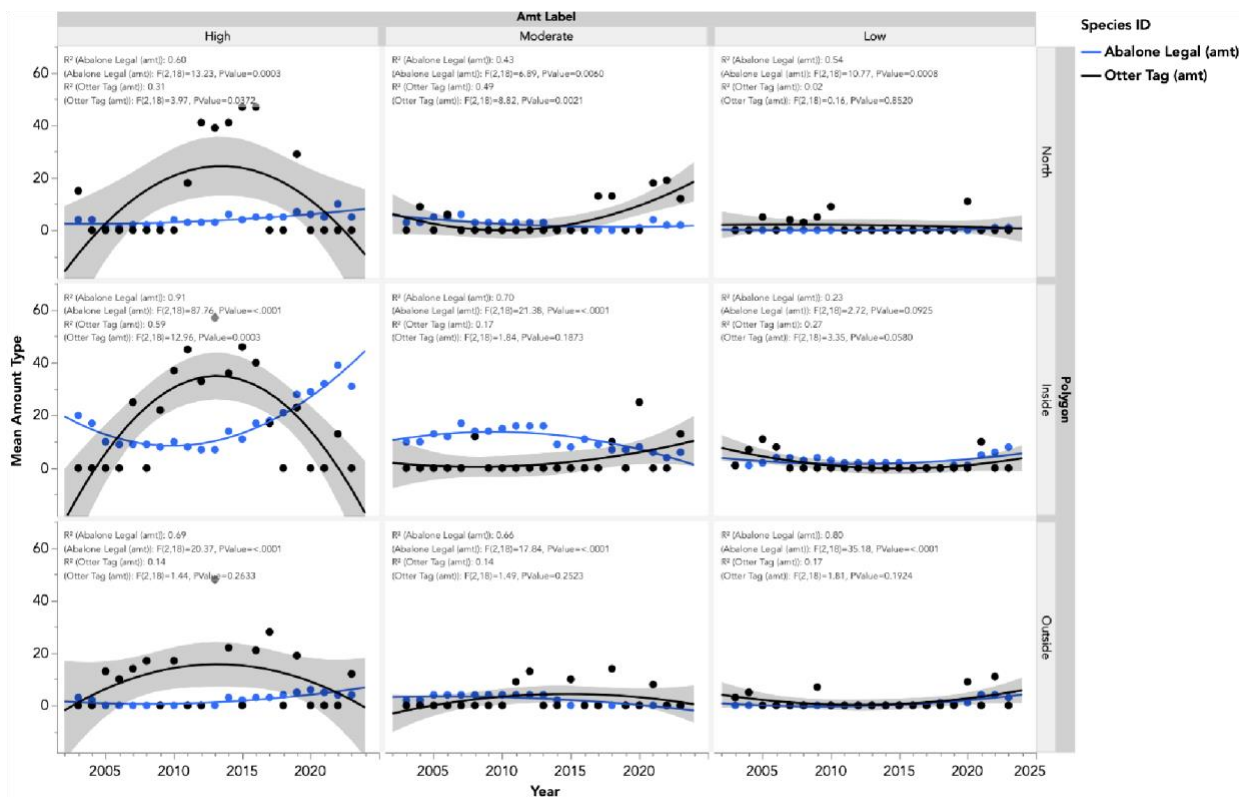 Amt Label
High
Moderate
Low
Species ID
Abalone Legal (amt)
Otter Tag (amt)
R² (Abalone Legal (amt)): 0.60
(Abalone Legal (amt)): F(2,18)=13.23, PValue=0.0003
R² (Otter Tag (amt)): 0.31
(Otter Tag (amt)): F(2,18)=3.97, PValue=0.0372
R² (Abalone Legal (amt)): 0.43
(Abalone Legal (amt)): F(2,18)=6.89, PValue=0.0060
R² (Otter Tag (amt)): 0.49
(Otter Tag (amt)): F(2,18)=8.82, PValue=0.0021
R² (Abalone Legal (amt)): 0.54
(Abalone Legal (amt)): F(2,18)=10.77, PValue=0.0008
R² (Otter Tag (amt)): 0.02
(Otter Tag (amt)): F(2,18)=0.16, PValue=0.8520
60
40
20
0
North
R² (Abalone Legal (amt)): 0.91
(Abalone Legal (amt)): F(2,18)=87.76, PValue=<.0001
R² (Otter Tag (amt)): 0.59
(Otter Tag (amt)): F(2,18)=12.96, PValue=0.0003
R² (Abalone Legal (amt)): 0.70
(Abalone Legal (amt)): F(2,18)=21.38, PValue=<.0001
R² (Otter Tag (amt)): 0.17
(Otter Tag (amt)): F(2,18)=1.84, PValue=0.1873
R² (Abalone Legal (amt)): 0.23
(Abalone Legal (amt)): F(2,18)=2.72, PValue=0.0925
R² (Otter Tag (amt)): 0.27
(Otter Tag (amt)): F(2,18)=3.35, PValue=0.0580
60
40
20
0
Mean Amount Type
Inside
Polygon
R² (Abalone Legal (amt)): 0.69
(Abalone Legal (amt)): F(2,18)=20.37, PValue=<.0001
R² (Otter Tag (amt)): 0.14
(Otter Tag (amt)): F(2,18)=1.44, PValue=0.2633
R² (Abalone Legal (amt)): 0.66
(Abalone Legal (amt)): F(2,18)=17.84, PValue=<.0001
R² (Otter Tag (amt)): 0.14
(Otter Tag (amt)): F(2,18)=1.49, PValue=0.2523
R² (Abalone Legal (amt)): 0.80
(Abalone Legal (amt)): F(2,18)=35.18, PValue=<.0001
R² (Otter Tag (amt)): 0.17
(Otter Tag (amt)): F(2,18)=1.81, PValue=0.1924
60
40
20
0
Outside
2005 2010 2015 2020
2005 2010 2015 2020
2005 2010 2015 2020 2025
Year